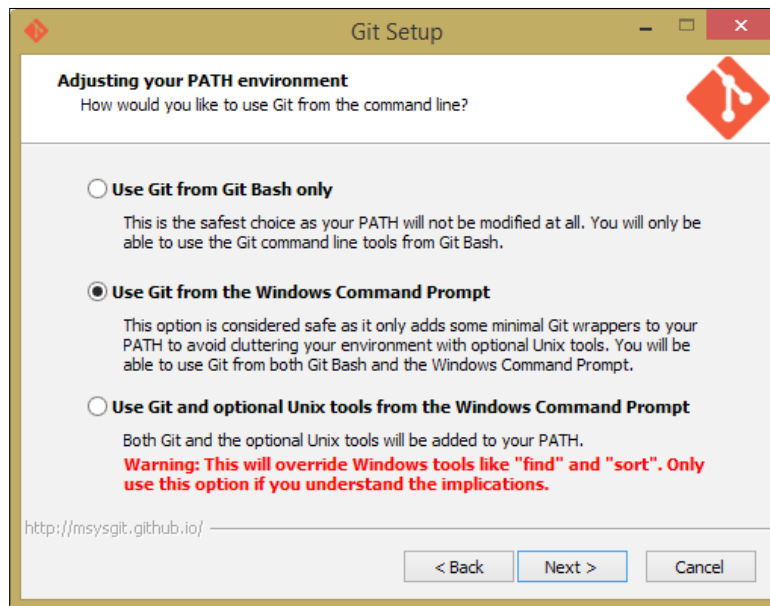 Git Setup
Adjusting your PATH environment
How would you like to use Git from the command line?
Use Git from Git Bash only
This is the safest choice as your PATH will not be modified at all. You will only be
able to use the Git command line tools from Git Bash.
Use Git from the Windows Command Prompt
This option is considered safe as it only adds some minimal Git wrappers to your
PATH to avoid cluttering your environment with optional Unix tools. You will be
able to use Git from both Git Bash and the Windows Command Prompt.
Use Git and optional Unix tools from the Windows Command Prompt
Both Git and the optional Unix tools will be added to your PATH.
Warning: This will override Windows tools like "find" and "sort". Only
use this option if you understand the implications.
http://msysgit.github.io/
< Back Next > Cancel